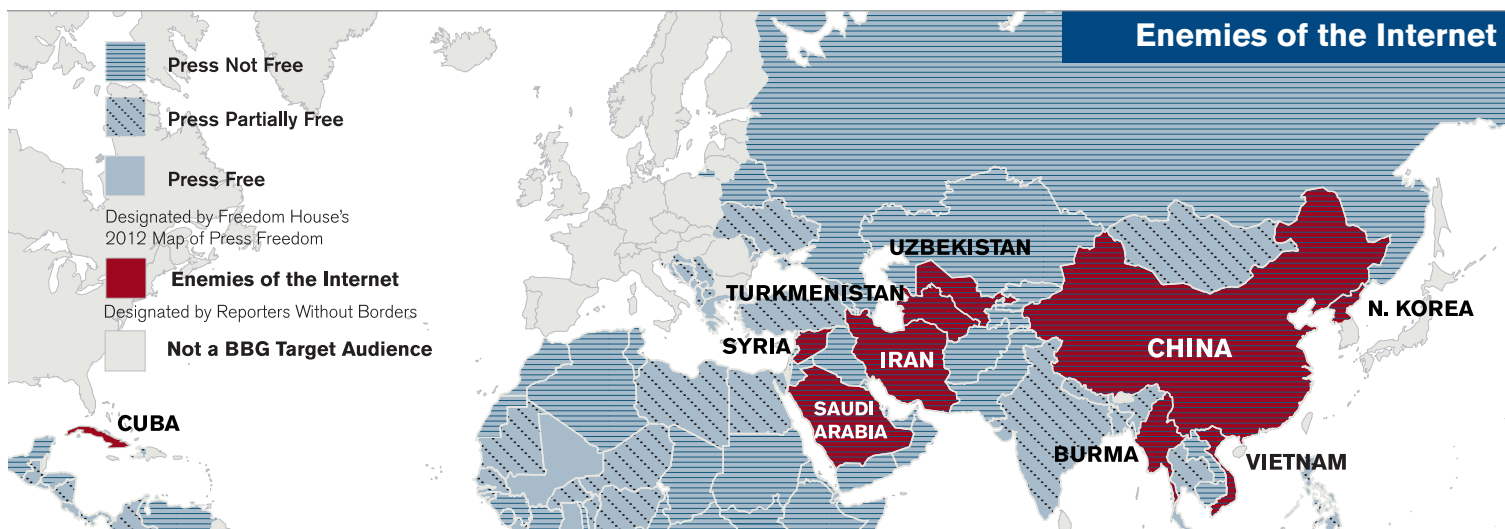 Enemies of the Internet
Press Not Free
Press Partially Free
Press Free
Designated by Freedom House's
2012 Map of Press Freedom
Enemies of the Internet
Designated by Reporters Without Borders
Not a BBG Target Audience
UZBEKISTAN
TURKMENISTAN
N. KOREA
SYRIA
IRAN
CHINA
SAUDI
ARABIA
CUBA
BURMA
VIETNAM